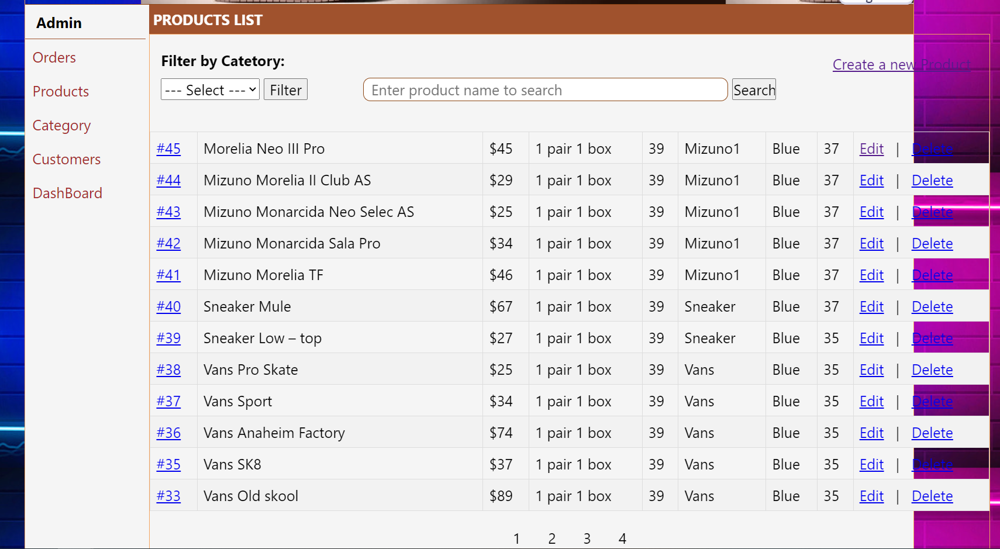 Admin
PRODUCTS LIST
Orders
Products
Category
Customers
DashBoard
Filter by Catetory:
Create a new Product
--- Select --- Filter Enter product name to search Search
#45 Morelia Neo III Pro $45 1 pair 1 box 39 Mizuno1 Blue 37 Edit | Delete
#44 Mizuno Morelia II Club AS $29 1 pair 1 box 39 Mizuno1 Blue 37 Edit | Delete
#43 Mizuno Monarcida Neo Selec AS $25 1 pair 1 box 39 Mizuno1 Blue 37 Edit | Delete
#42 Mizuno Monarcida Sala Pro $34 1 pair 1 box 39 Mizuno1 Blue 37 Edit | Delete
#41 Mizuno Morelia TF $46 1 pair 1 box 39 Mizuno1 Blue 37 Edit | Delete
#40 Sneaker Mule $67 1 pair 1 box 39 Sneaker Blue 37 Edit | Delete
#39 Sneaker Low – top $27 1 pair 1 box 39 Sneaker Blue 35 Edit | Delete
#38 Vans Pro Skate $25 1 pair 1 box 39 Vans Blue 35 Edit | Delete
#37 Vans Sport $34 1 pair 1 box 39 Vans Blue 35 Edit | Delete
#36 Vans Anaheim Factory $74 1 pair 1 box 39 Vans Blue 35 Edit | Delete
#35 Vans SK8 $37 1 pair 1 box 39 Vans Blue 35 Edit | Delete
#33 Vans Old skool $89 1 pair 1 box 39 Vans Blue 35 Edit | Delete
1 2 3 4